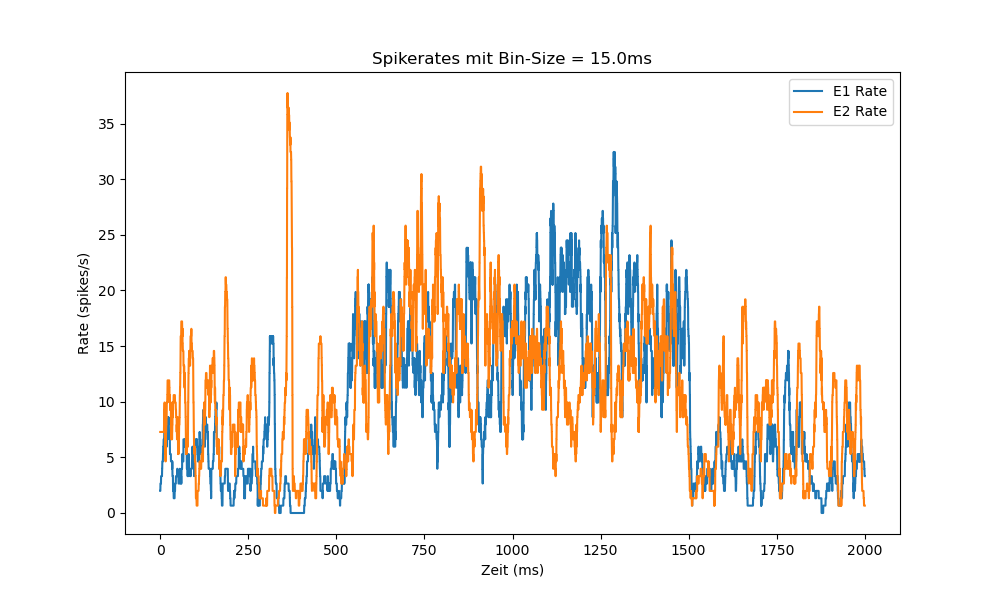 Spikerates mit Bin-Size = 15.0ms
E1 Rate
E2 Rate
Rate (spikes/s)
35
30
25
20
15
10
5
0
0 250 500 750 1000 1250 1500 1750 2000
Zeit (ms)